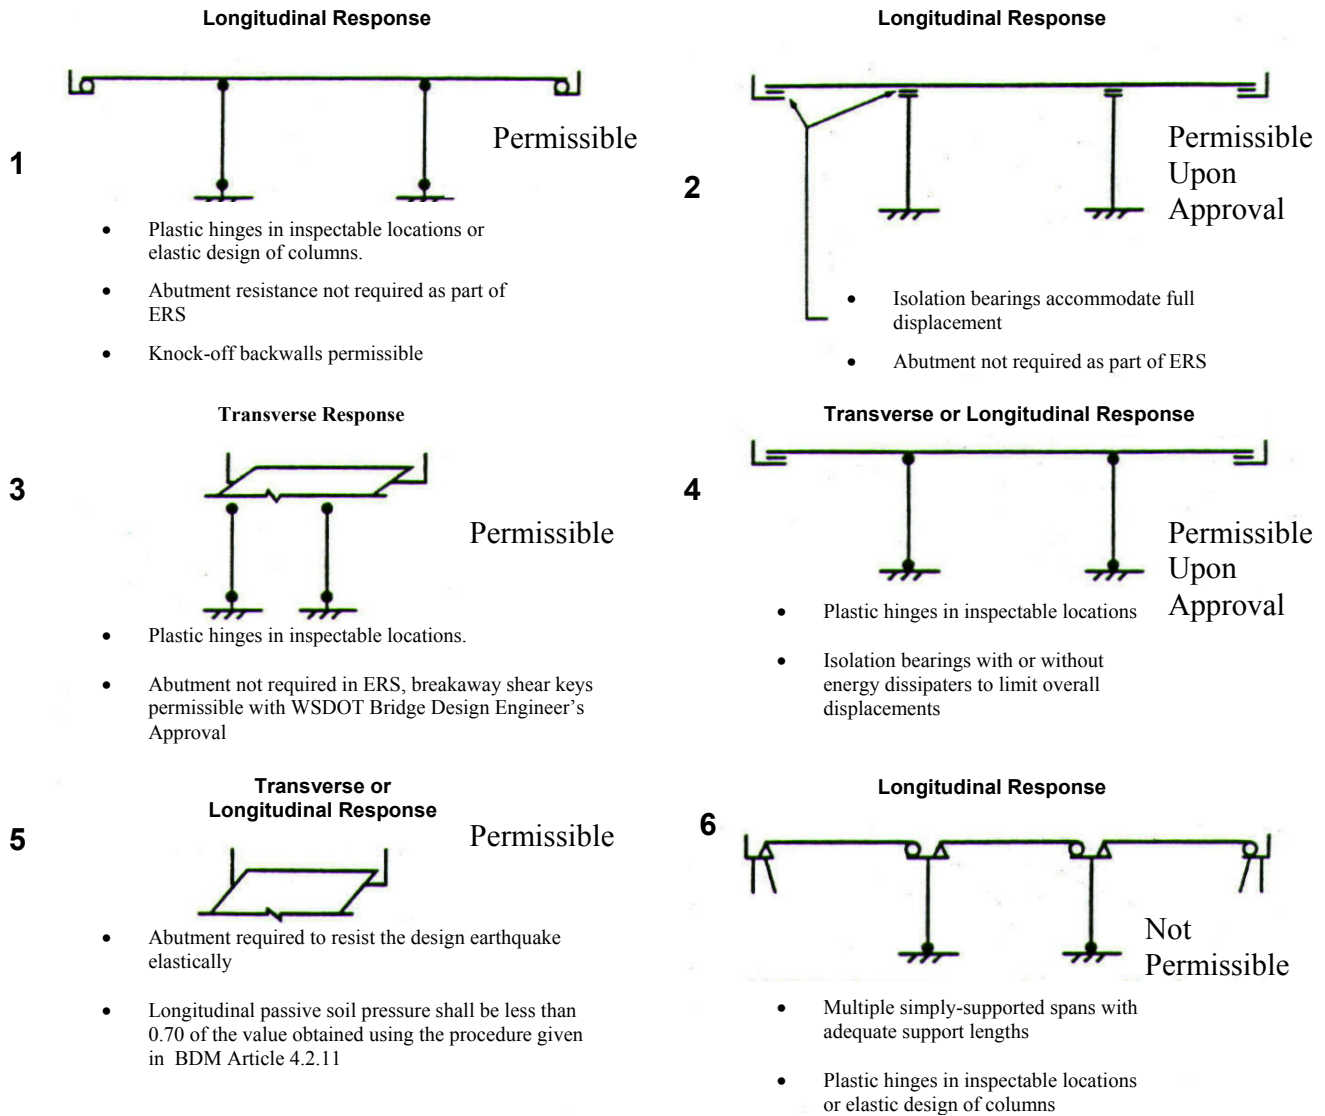 Longitudinal Response
1
Permissible
• Plastic hinges in inspectable locations or
elastic design of columns.
• Abutment resistance not required as part of
ERS
• Knock-off backwalls permissible
Longitudinal Response
2
Permissible
Upon
Approval
• Isolation bearings accommodate full
displacement
• Abutment not required as part of ERS
Transverse Response
3
Permissible
• Plastic hinges in inspectable locations.
• Abutment not required in ERS, breakaway shear keys
permissible with WSDOT Bridge Design Engineer's
Approval
Transverse or Longitudinal Response
4
Permissible
Upon
Approval
• Plastic hinges in inspectable locations
• Isolation bearings with or without
energy dissipaters to limit overall
displacements
Transverse or
Longitudinal Response
5
Permissible
• Abutment required to resist the design earthquake
elastically
• Longitudinal passive soil pressure shall be less than
0.70 of the value obtained using the procedure given
in BDM Article 4.2.11
Longitudinal Response
6
Not
Permissible
• Multiple simply-supported spans with
adequate support lengths
• Plastic hinges in inspectable locations
or elastic design of columns